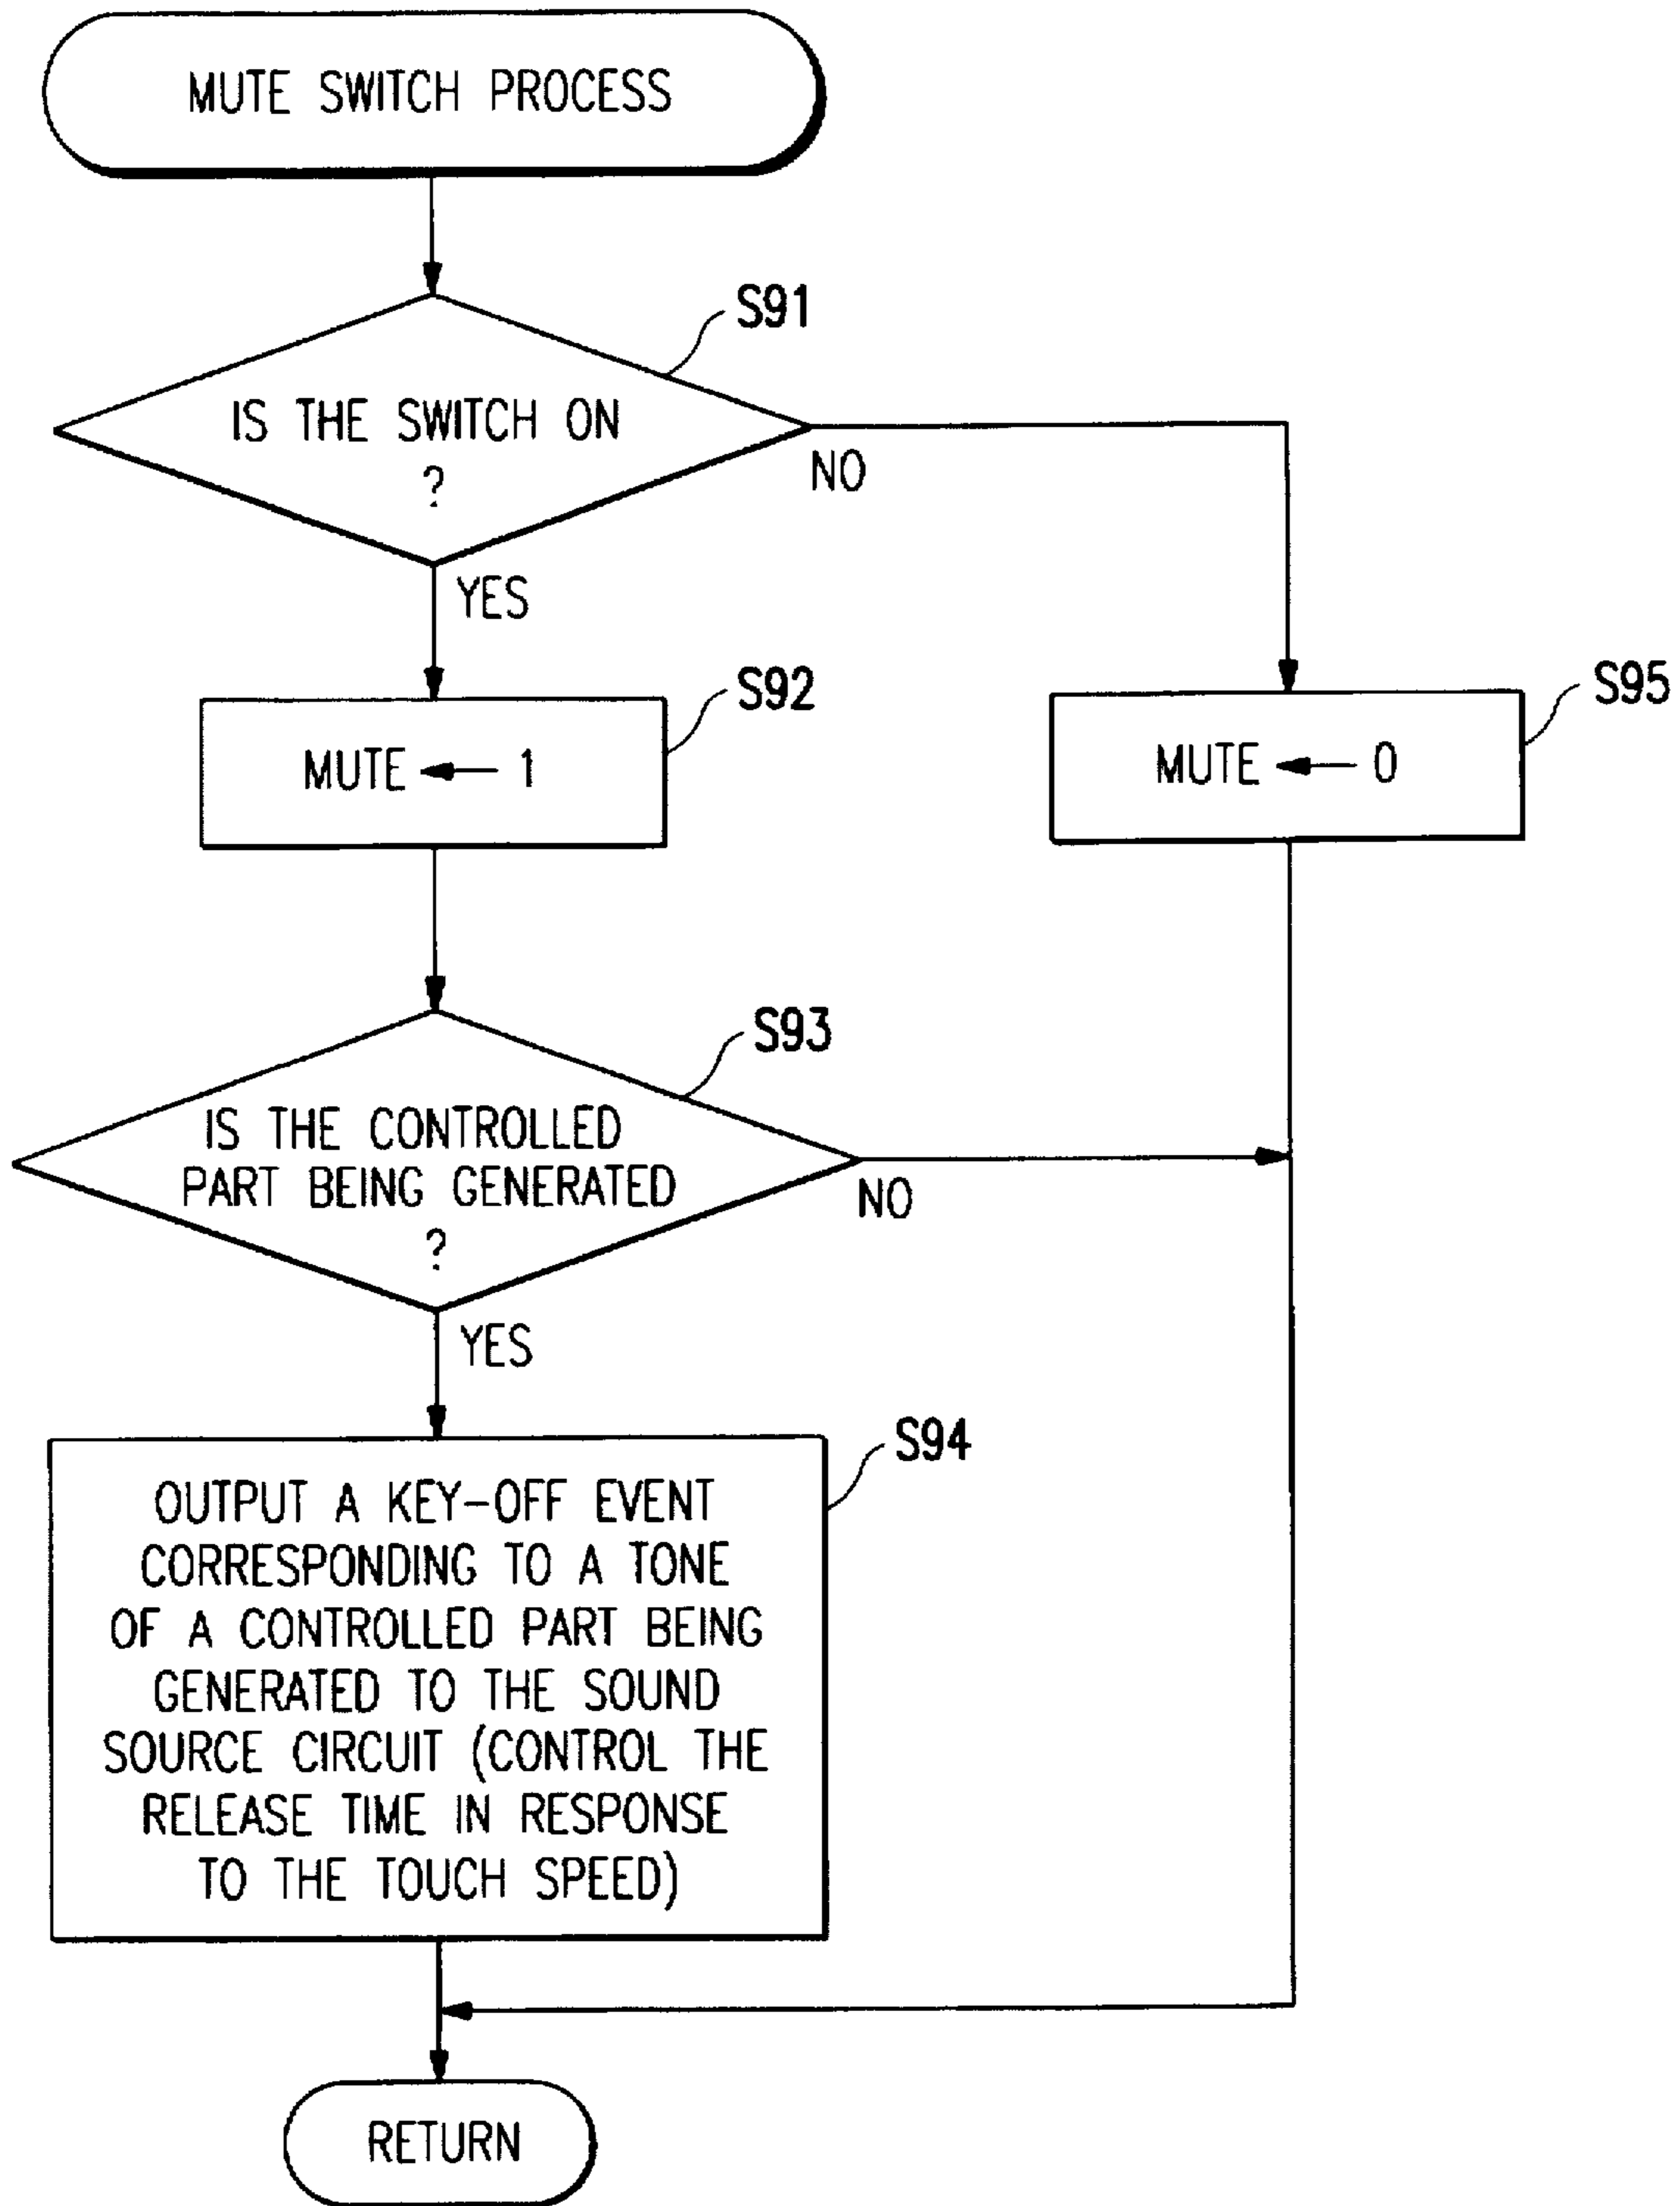 MUTE SWITCH PROCESS
S91
IS THE SWITCH ON
?
NO
YES
S92
MUTE ← 1
S95
MUTE ← 0
S93
IS THE CONTROLLED
PART BEING GENERATED
?
NO
YES
S94
OUTPUT A KEY-OFF EVENT
CORRESPONDING TO A TONE
OF A CONTROLLED PART BEING
GENERATED TO THE SOUND
SOURCE CIRCUIT (CONTROL THE
RELEASE TIME IN RESPONSE
TO THE TOUCH SPEED)
RETURN